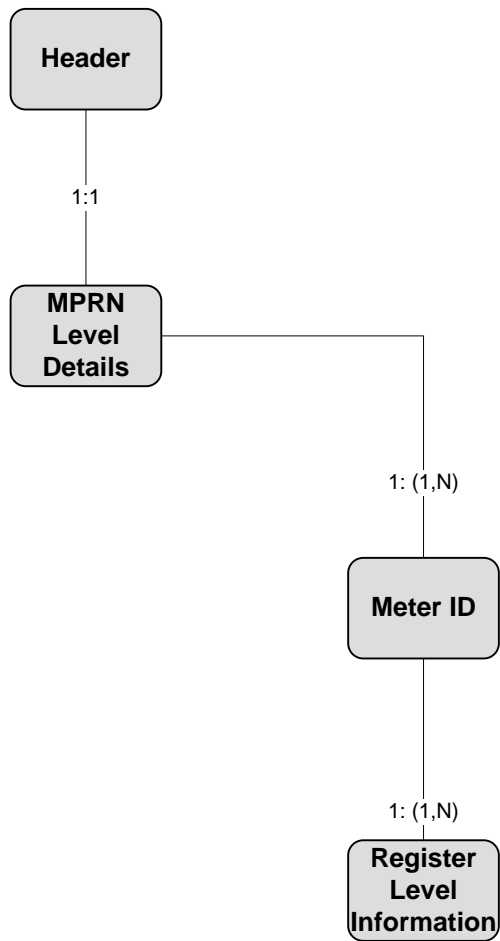 Header
1:1
MPRN
Level
Details
1: (1,N)
Meter ID
1: (1,N)
Register
Level
Information